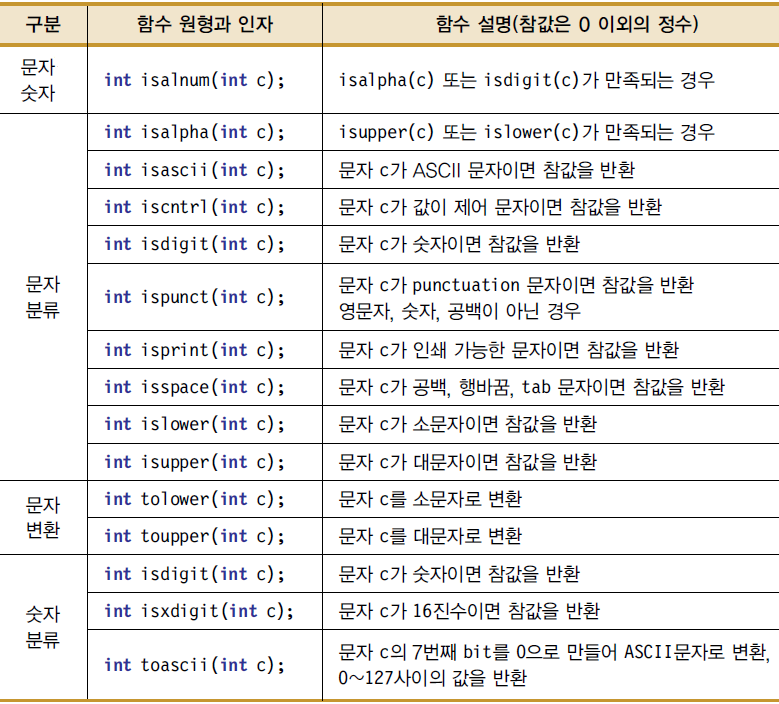 구분 함수 원형과 인자 함수 설명(참값은 0 이외의 정수)
문자
숫자
int isalnum(int c); isalpha(c) 또는 isdigit(c)가 만족되는 경우
문자
분류
int isalpha(int c); isupper(c) 또는 islower(c)가 만족되는 경우
int isascii(int c); 문자 c가 ASCII 문자이면 참값을 반환
int iscntrl(int c); 문자 c가 값이 제어 문자이면 참값을 반환
int isdigit(int c); 문자 c가 숫자이면 참값을 반환
int ispunct(int c); 문자 c가 punctuation 문자이면 참값을 반환
영문자, 숫자, 공백이 아닌 경우
int isprint(int c); 문자 c가 인쇄 가능한 문자이면 참값을 반환
int isspace(int c); 문자 c가 공백, 행바꿈, tab 문자이면 참값을 반환
int islower(int c); 문자 c가 소문자이면 참값을 반환
int isupper(int c); 문자 c가 대문자이면 참값을 반환
문자
변환
int tolower(int c); 문자 c를 소문자로 변환
int toupper(int c); 문자 c를 대문자로 변환
숫자
분류
int isdigit(int c); 문자 c가 숫자이면 참값을 반환
int isxdigit(int c); 문자 c가 16진수이면 참값을 반환
int toascii(int c); 문자 c의 7번째 bit를 0으로 만들어 ASCII문자로 변환,
0~127사이의 값을 반환